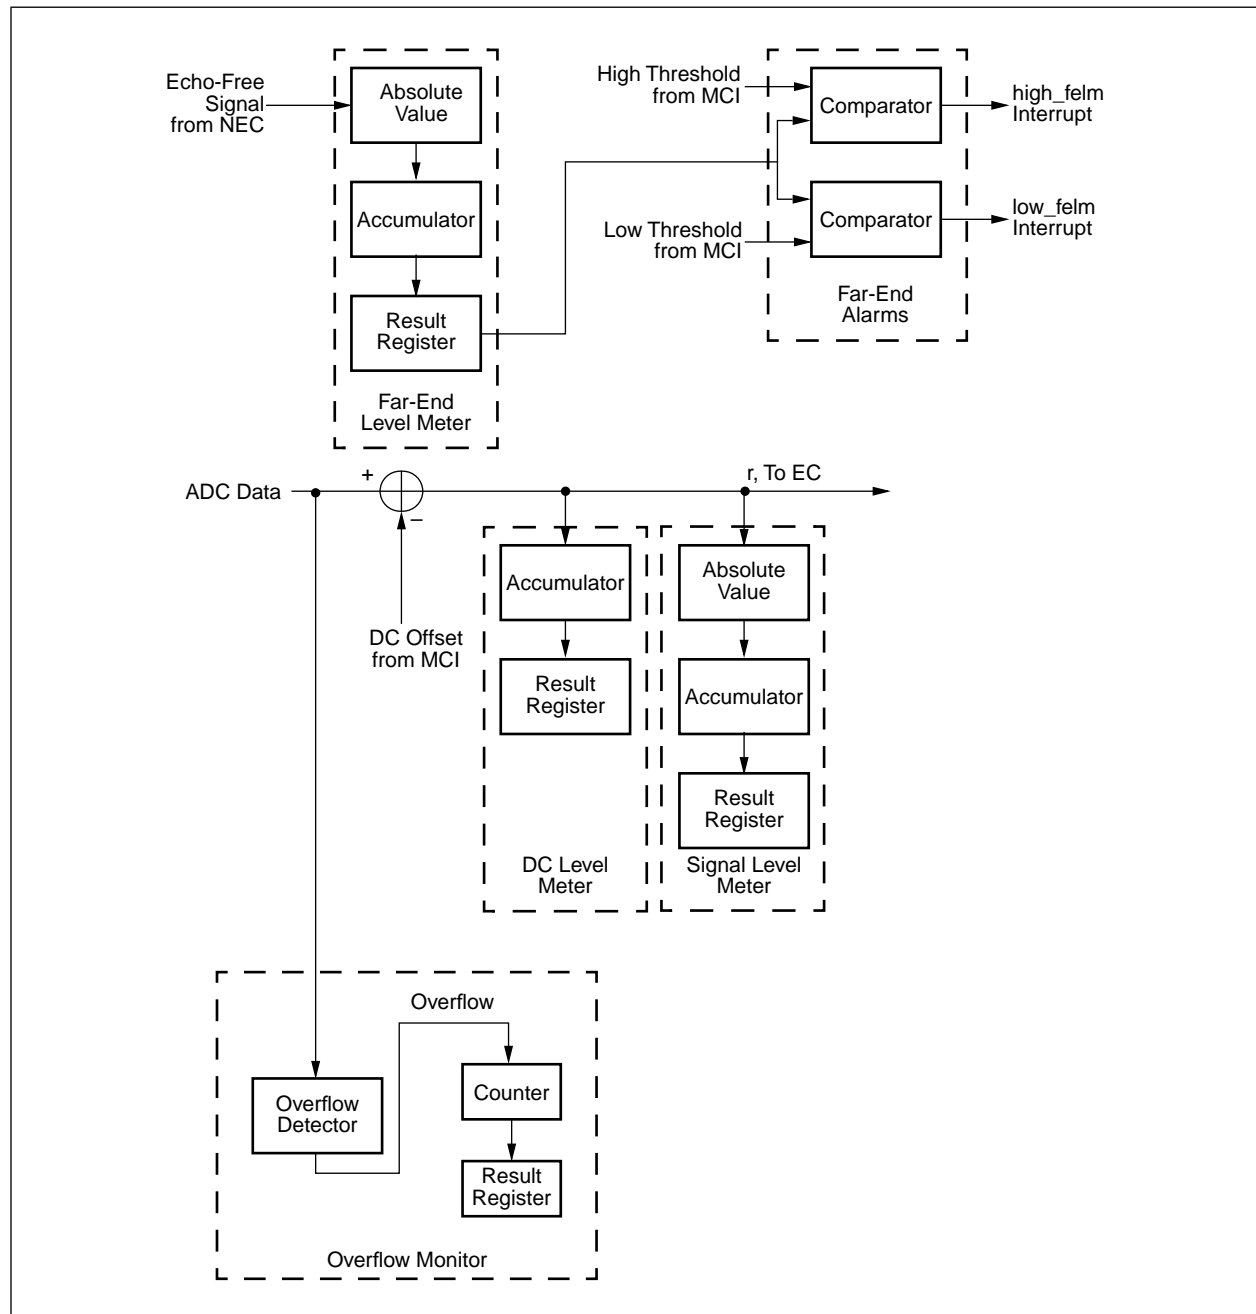 Echo-Free
Signal
from NEC
Absolute
Value
Accumulator
Result
Register
Far-End
Level Meter
High Threshold
from MCI
Comparator
high_felm
Interrupt
Low Threshold
from MCI
Comparator
low_felm
Interrupt
Far-End
Alarms
ADC Data
+
–
r, To EC
DC Offset
from MCI
Accumulator
Result
Register
DC Level
Meter
Absolute
Value
Accumulator
Result
Register
Signal Level
Meter
Overflow
Overflow
Detector
Counter
Result
Register
Overflow Monitor